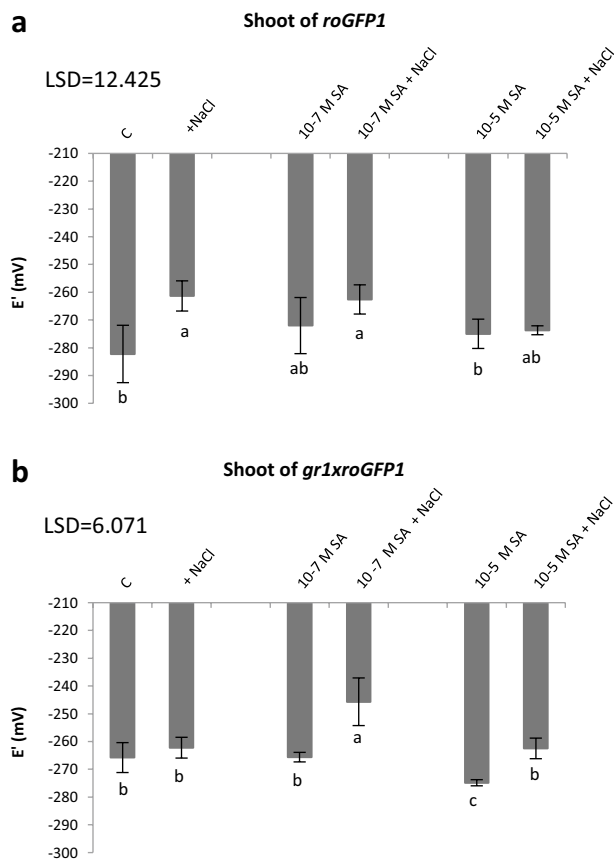 a
Shoot of roGFP1
LSD=12.425
C
+NaCl
10-7 M SA
10-7 M SA + NaCl
10-5 M SA
10-5 M SA + NaCl
-210
-220
-230
-240
-250
-260
-270
-280
-290
-300
E' (mV)
b
a
ab
a
b
ab
b
Shoot of gr1xroGFP1
LSD=6.071
C
+ NaCl
10-7 M SA
10-7 M SA + NaCl
10-5 M SA
10-5 M SA + NaCl
-210
-220
-230
-240
-250
-260
-270
-280
-290
-300
E' (mV)
b
b
b
a
c
b